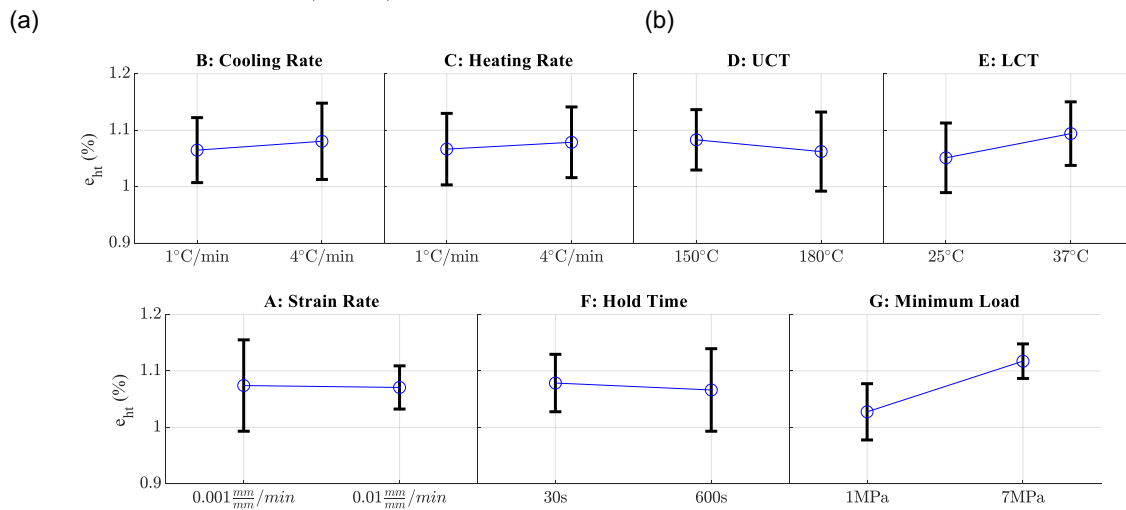 (a)
(b)
B: Cooling Rate
C: Heating Rate
D: UCT
E: LCT
1.2
1.1
1
0.9
e_ht (%)
1°C/min
4°C/min
1°C/min
4°C/min
150°C
180°C
25°C
37°C
A: Strain Rate
F: Hold Time
G: Minimum Load
1.2
1.1
1
0.9
e_ht (%)
0.001 mm/mm/min
0.01 mm/mm/min
30s
600s
1MPa
7MPa